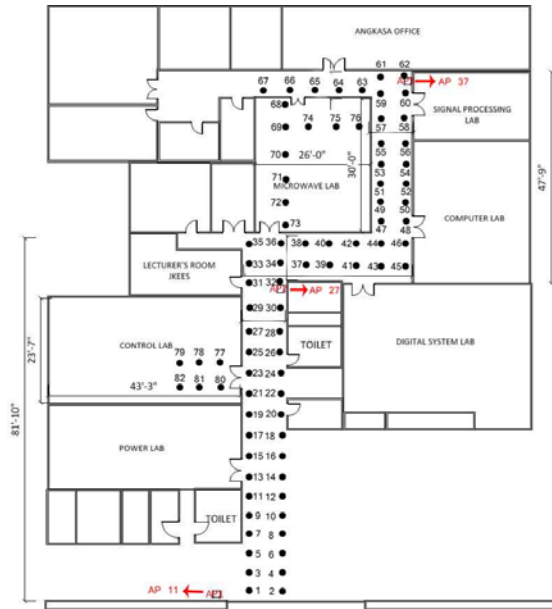 ANGKASA OFFICE
61 62
AP 37
67 66 65 64 63
68
59 60
SIGNAL PROCESSING
LAB
69 74 75 76
57 58
70 26'-0" 30'-0"
55 56
47'-9"
53 54
71
MICROWAVE LAB
51 52
72
49 50
COMPUTER LAB
73
47 48
35 36 38 40 42 44 46
LECTURER'S ROOM
JKEES
33 34 37 39 41 43 45
31 32
AP 27
29 30
27 28
CONTROL LAB
TOILET
DIGITAL SYSTEM LAB
23'-7"
79 78 77
25 26
23 24
82 81 80
43'-3"
21 22
81'-10"
19 20
17 18
POWER LAB
15 16
13 14
11 12
9 10
TOILET
7 8
5 6
3 4
AP 11
1 2